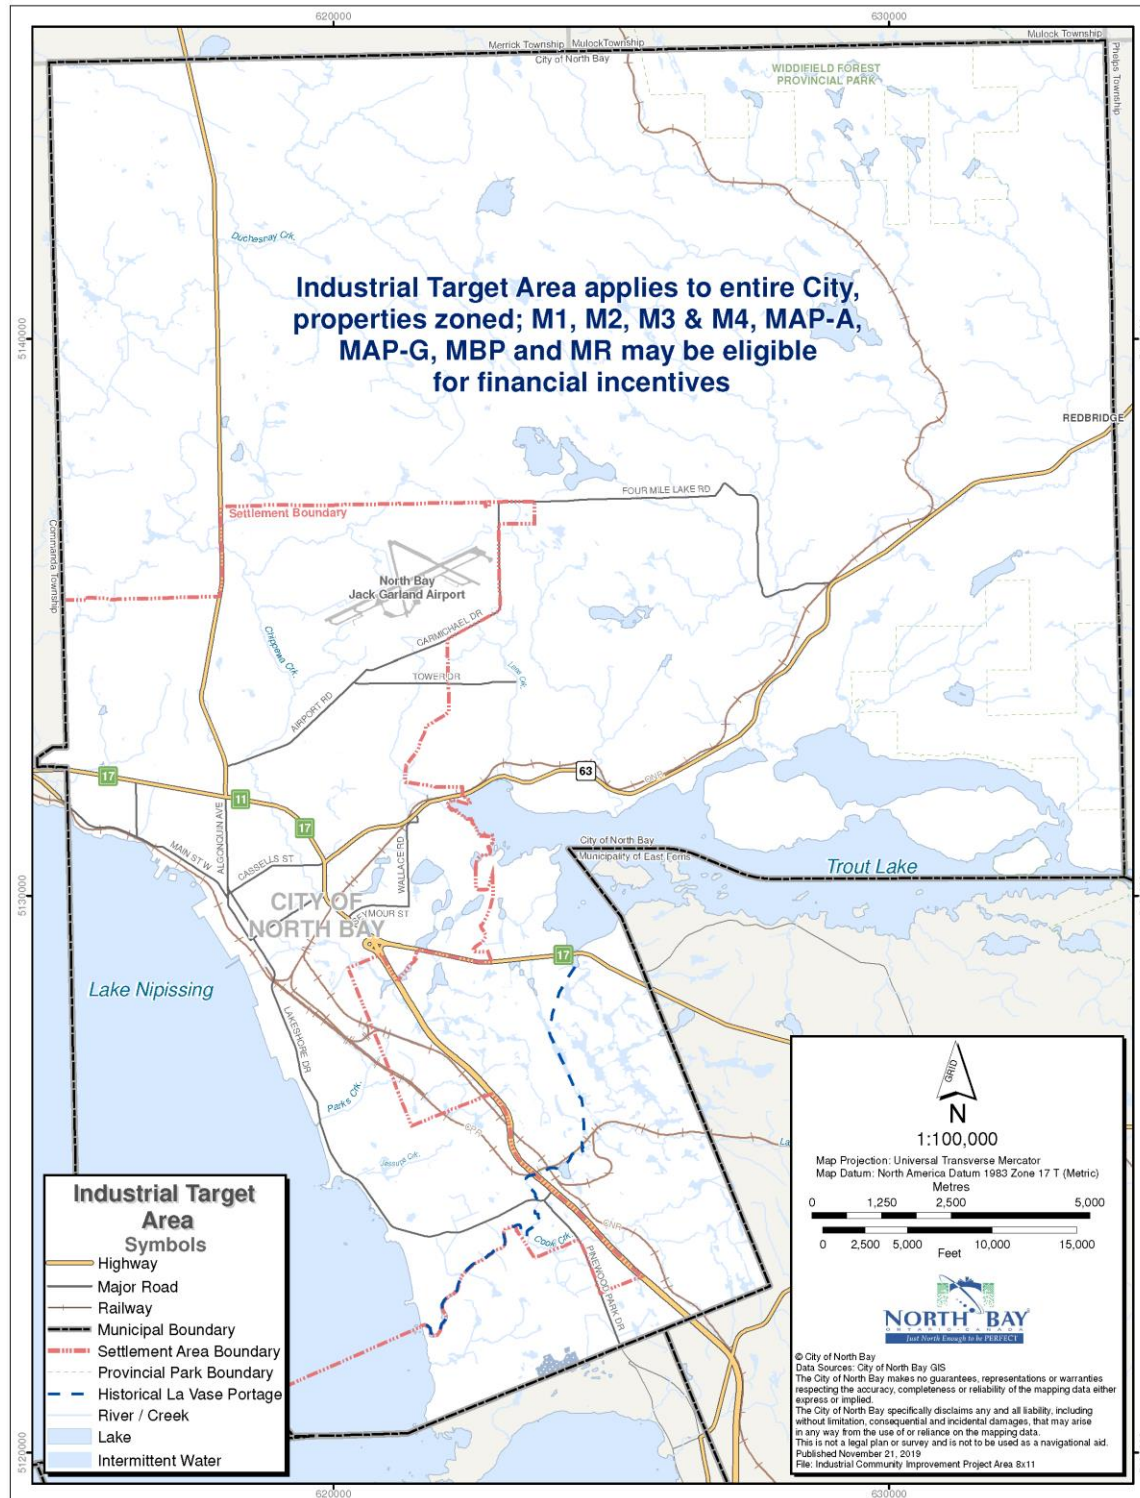 620000
630000
Merrick Township
Mulock Township
City of North Bay
Mulock Township
Phelps Township
WIDDIFIELD FOREST
PROVINCIAL PARK
Duchesnay Crk.
Industrial Target Area applies to entire City,
properties zoned; M1, M2, M3 & M4, MAP-A,
MAP-G, MBP and MR may be eligible
for financial incentives
5140000
5140000
REDBRIDGE
FOUR MILE LAKE RD
Settlement Boundary
Commanda Township
North Bay
Jack Garland Airport
CARMICHAEL DR
Chippewa Crk.
TOWER DR
AIRPORT RD
17
11
17
63
CNR
ALGONQUIN AVE
MAIN ST W
CASSELLS ST
WALLACE RD
City of North Bay
Municipality of East Ferris
Trout Lake
5130000
CITY OF
NORTH BAY
SEYMOUR ST
17
Lake Nipissing
LAKESHORE DR
Parks Crk.
CPR
Jessups Crk.
CNR
Cooks Crk.
PINEWOOD PARK DR
Industrial Target
Area
Symbols
Highway
Major Road
Railway
Municipal Boundary
Settlement Area Boundary
Provincial Park Boundary
Historical La Vase Portage
River / Creek
Lake
Intermittent Water
GRID
N
1:100,000
Map Projection: Universal Transverse Mercator
Map Datum: North America Datum 1983 Zone 17 T (Metric)
Metres
0 1,250 2,500 5,000
0 2,500 5,000 10,000 15,000
Feet
NORTH BAY
ONTARIO · CANADA
Just North Enough to be PERFECT
© City of North Bay
Data Sources: City of North Bay GIS
The City of North Bay makes no guarantees, representations or warranties
respecting the accuracy, completeness or reliability of the mapping data either
express or implied.
The City of North Bay specifically disclaims any and all liability, including
without limitation, consequential and incidental damages, that may arise
in any way from the use of or reliance on the mapping data.
This is not a legal plan or survey and is not to be used as a navigational aid.
Published November 21, 2019
File: Industrial Community Improvement Project Area 8x11
5120000
620000
630000